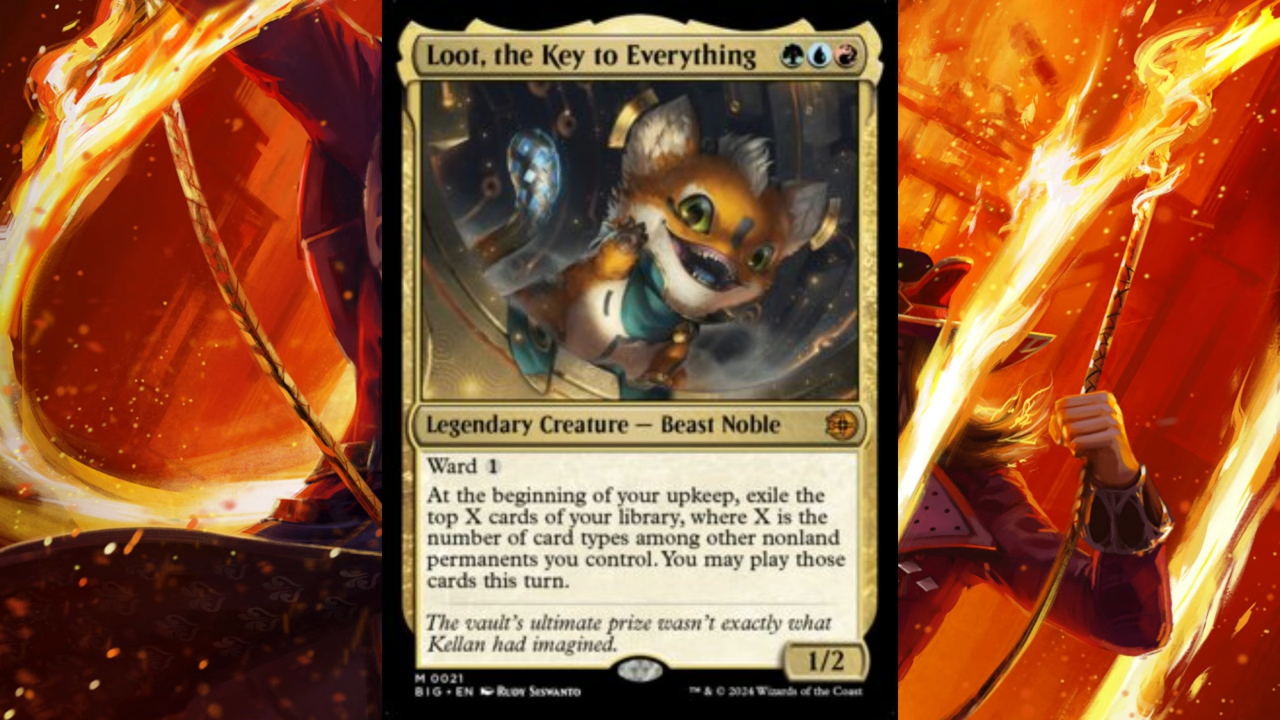 Loot, the Key to Everything
Legendary Creature — Beast Noble
Ward 1
At the beginning of your upkeep, exile the
top X cards of your library, where X is the
number of card types among other nonland
permanents you control. You may play those
cards this turn.
The vault's ultimate prize wasn't exactly what
Kellan had imagined.
1/2
M 0021
BIG • EN Rudy Siswanto
™ & © 2024 Wizards of the Coast